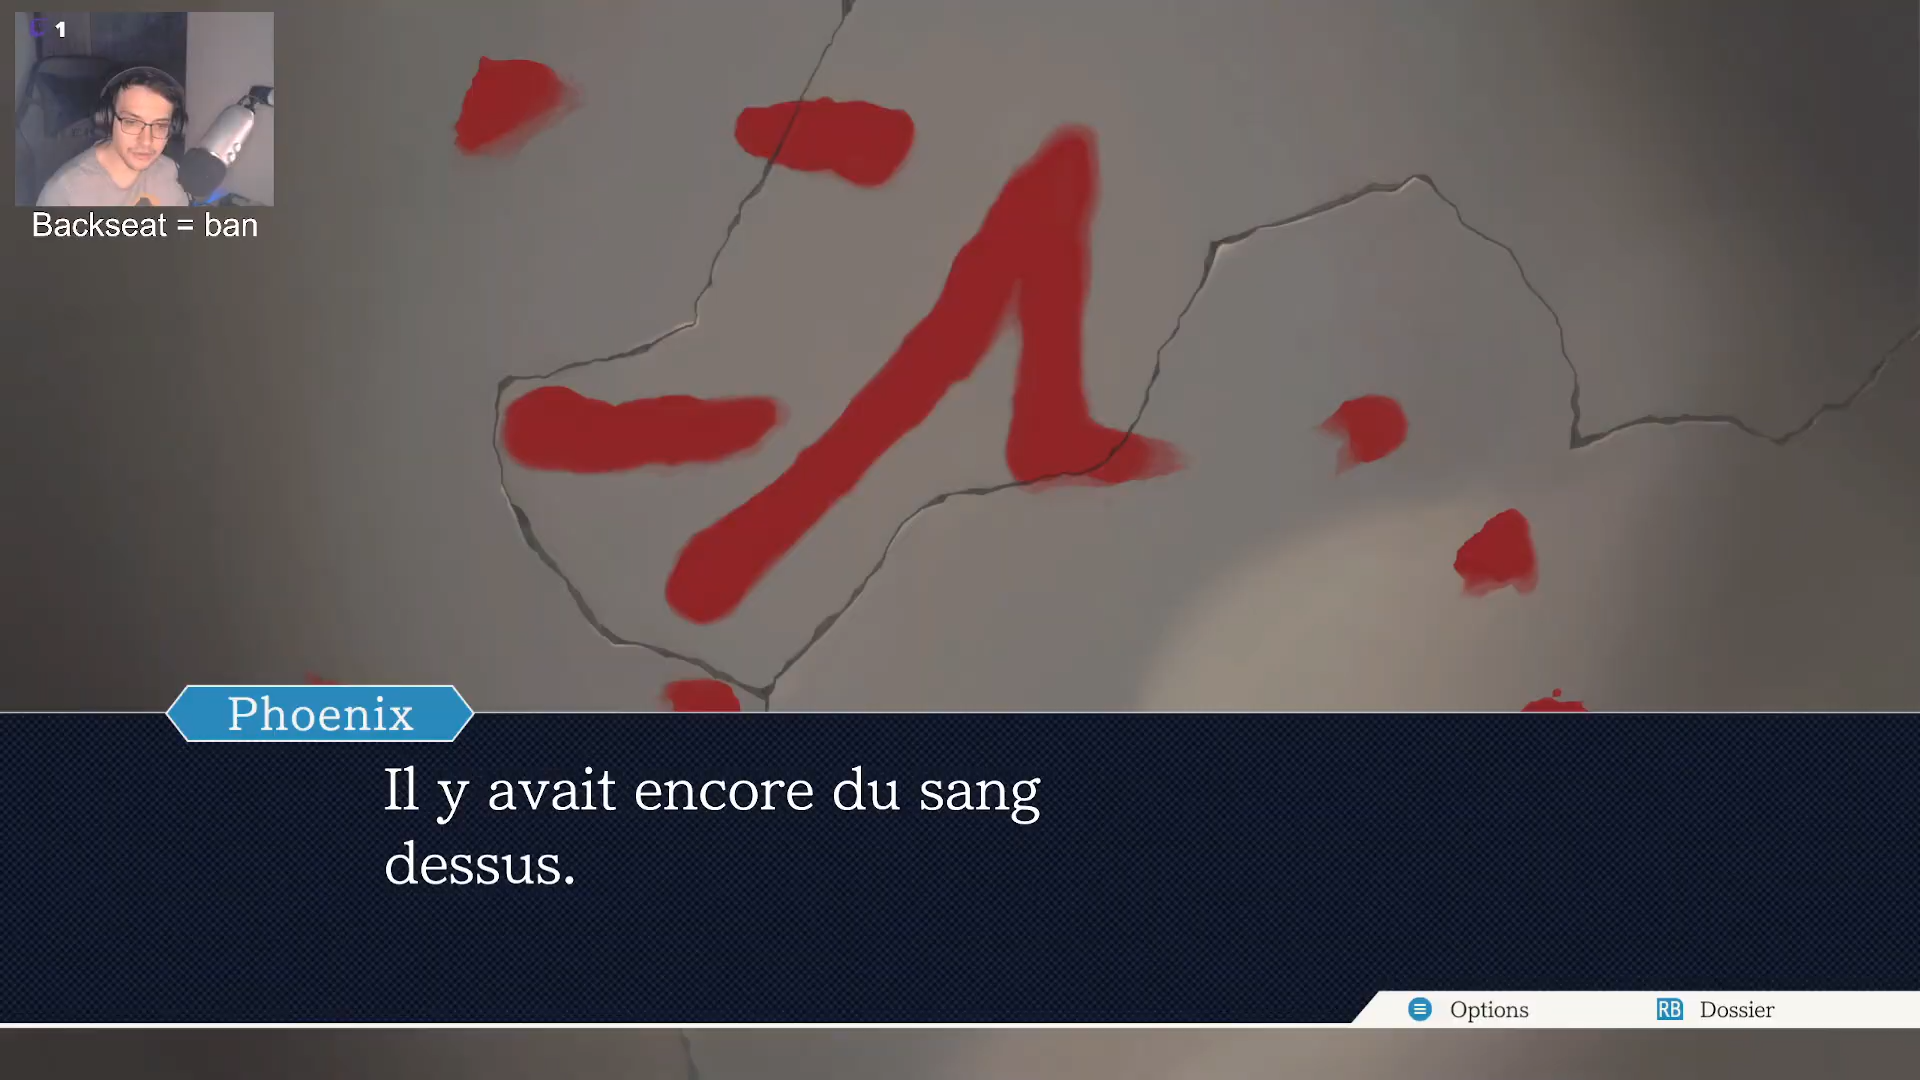 1
Backseat = ban
Phoenix
Il y avait encore du sang
dessus.
Options
RB Dossier